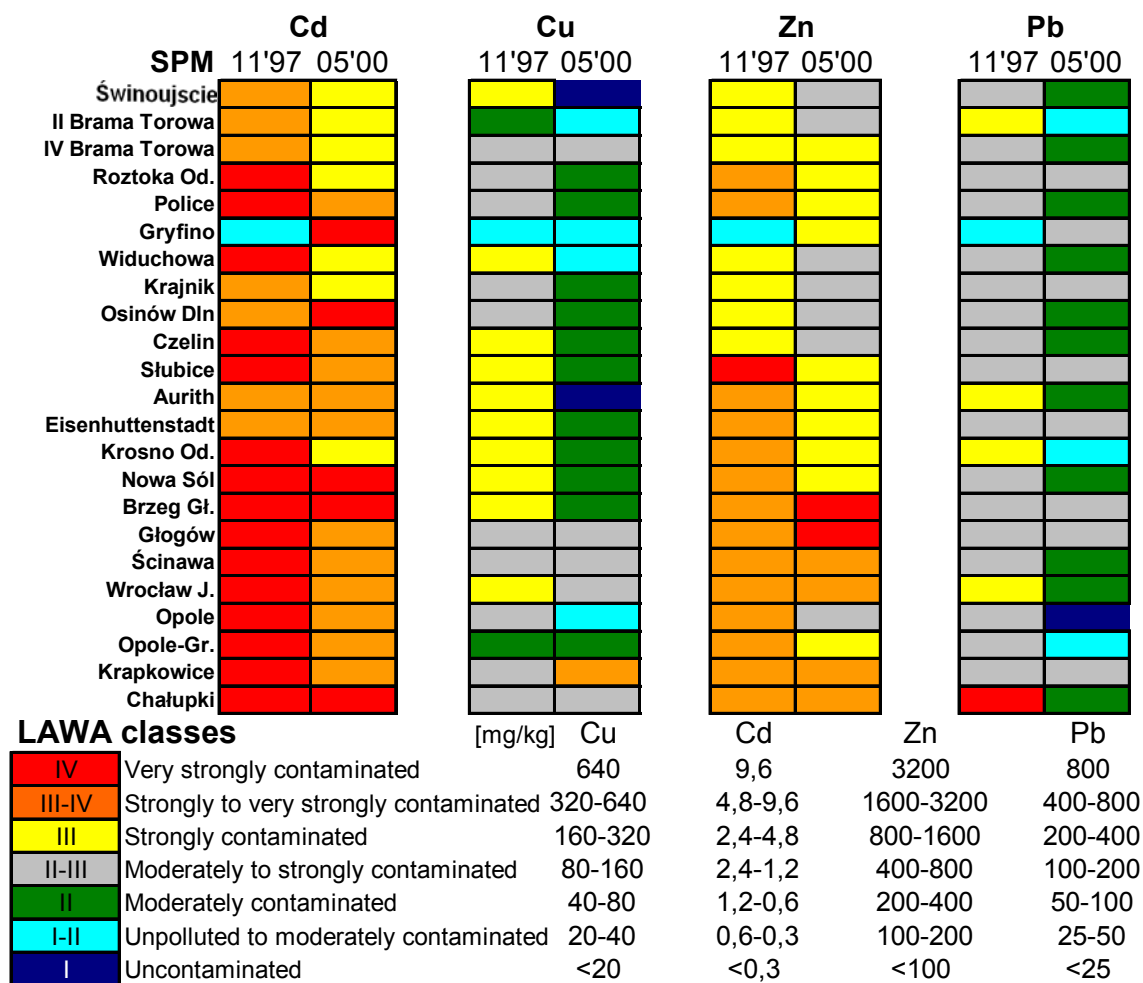 Cd Cu Zn Pb
SPM 11'97 05'00 11'97 05'00 11'97 05'00 11'97 05'00
Świnoujscie
II Brama Torowa
IV Brama Torowa
Roztoka Od.
Police
Gryfino
Widuchowa
Krajnik
Osinów Dln
Czelin
Słubice
Aurith
Eisenhuttenstadt
Krosno Od.
Nowa Sól
Brzeg Gł.
Głogów
Ścinawa
Wrocław J.
Opole
Opole-Gr.
Krapkowice
Chałupki
LAWA classes [mg/kg] Cu Cd Zn Pb
IV Very strongly contaminated 640 9,6 3200 800
III-IV Strongly to very strongly contaminated 320-640 4,8-9,6 1600-3200 400-800
III Strongly contaminated 160-320 2,4-4,8 800-1600 200-400
II-III Moderately to strongly contaminated 80-160 2,4-1,2 400-800 100-200
II Moderately contaminated 40-80 1,2-0,6 200-400 50-100
I-II Unpolluted to moderately contaminated 20-40 0,6-0,3 100-200 25-50
I Uncontaminated <20 <0,3 <100 <25